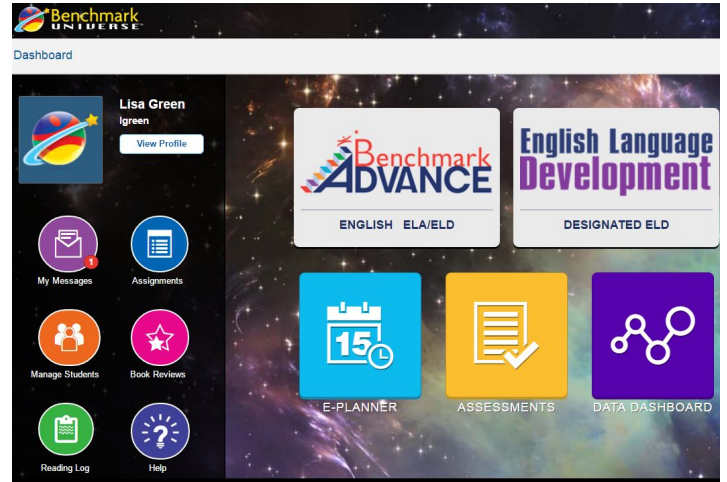 Benchmark
UNIVERSE
Dashboard
Lisa Green
lgreen
View Profile
1
My Messages
Assignments
Manage Students
Book Reviews
Reading Log
?
Help
Benchmark
ADVANCE
ENGLISH ELA/ELD
English Language
Development
DESIGNATED ELD
15
E-PLANNER
ASSESSMENTS
DATA DASHBOARD